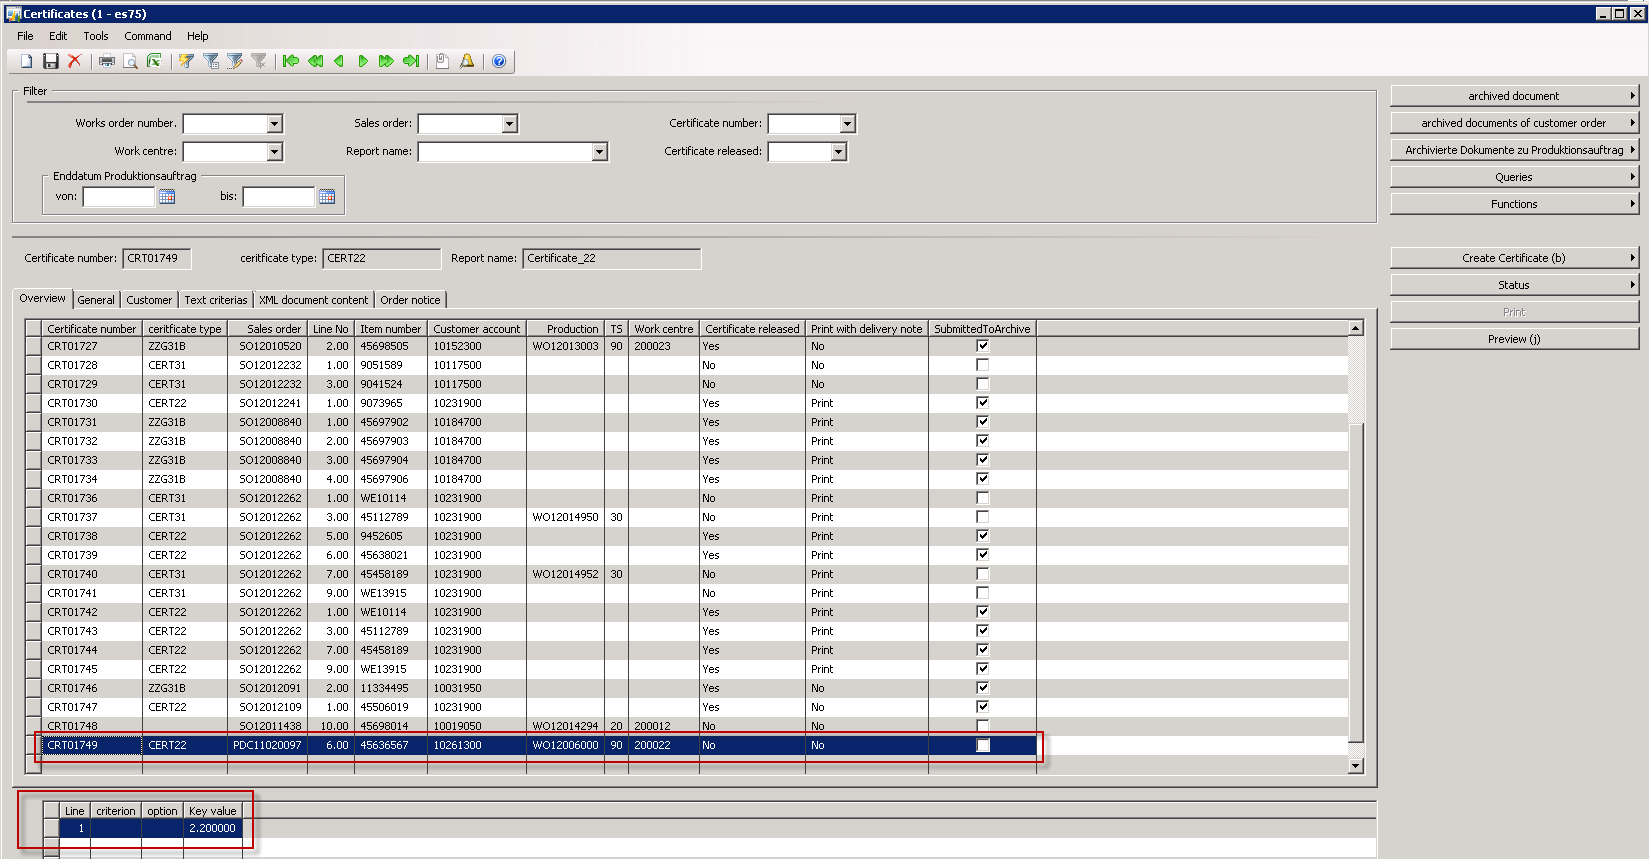 Certificates (1 - es75)
File Edit Tools Command Help
Filter
Works order number. Sales order: Certificate number:
Work centre: Report name: Certificate released:
Enddatum Produktionsauftrag
von: bis:
archived document
archived documents of customer order
Archivierte Dokumente zu Produktionsauftrag
Queries
Functions
Create Certificate (b)
Status
Print
Preview (j)
Certificate number: CRT01749 ceritficate type: CERT22 Report name: Certificate_22
Overview General Customer Text criterias XML document content Order notice
Certificate number ceritficate type Sales order Line No Item number Customer account Production TS Work centre Certificate released Print with delivery note SubmittedToArchive
CRT01727 ZZG31B SO12010520 2.00 45698505 10152300 WO12013003 90 200023 Yes No
CRT01728 CERT31 SO12012232 1.00 9051589 10117500 No No
CRT01729 CERT31 SO12012232 3.00 9041524 10117500 No No
CRT01730 CERT22 SO12012241 1.00 9073965 10231900 Yes Print
CRT01731 ZZG31B SO12008840 1.00 45697902 10184700 Yes Print
CRT01732 ZZG31B SO12008840 2.00 45697903 10184700 Yes Print
CRT01733 ZZG31B SO12008840 3.00 45697904 10184700 Yes Print
CRT01734 ZZG31B SO12008840 4.00 45697906 10184700 Yes Print
CRT01736 CERT31 SO12012262 1.00 WE10114 10231900 No Print
CRT01737 CERT31 SO12012262 3.00 45112789 10231900 WO12014950 30 No Print
CRT01738 CERT22 SO12012262 5.00 9452605 10231900 Yes Print
CRT01739 CERT22 SO12012262 6.00 45638021 10231900 Yes Print
CRT01740 CERT31 SO12012262 7.00 45458189 10231900 WO12014952 30 No Print
CRT01741 CERT31 SO12012262 9.00 WE13915 10231900 No Print
CRT01742 CERT22 SO12012262 1.00 WE10114 10231900 Yes Print
CRT01743 CERT22 SO12012262 3.00 45112789 10231900 Yes Print
CRT01744 CERT22 SO12012262 7.00 45458189 10231900 Yes Print
CRT01745 CERT22 SO12012262 9.00 WE13915 10231900 Yes Print
CRT01746 ZZG31B SO12012091 2.00 11334495 10031950 Yes No
CRT01747 CERT22 SO12012109 1.00 45506019 10231900 Yes No
CRT01748 SO12011438 10.00 45698014 10019050 WO12014294 20 200012 No No
CRT01749 CERT22 PDC11020097 6.00 45636567 10261300 WO12006000 90 200022 No No
Line criterion option Key value
1 2.200000